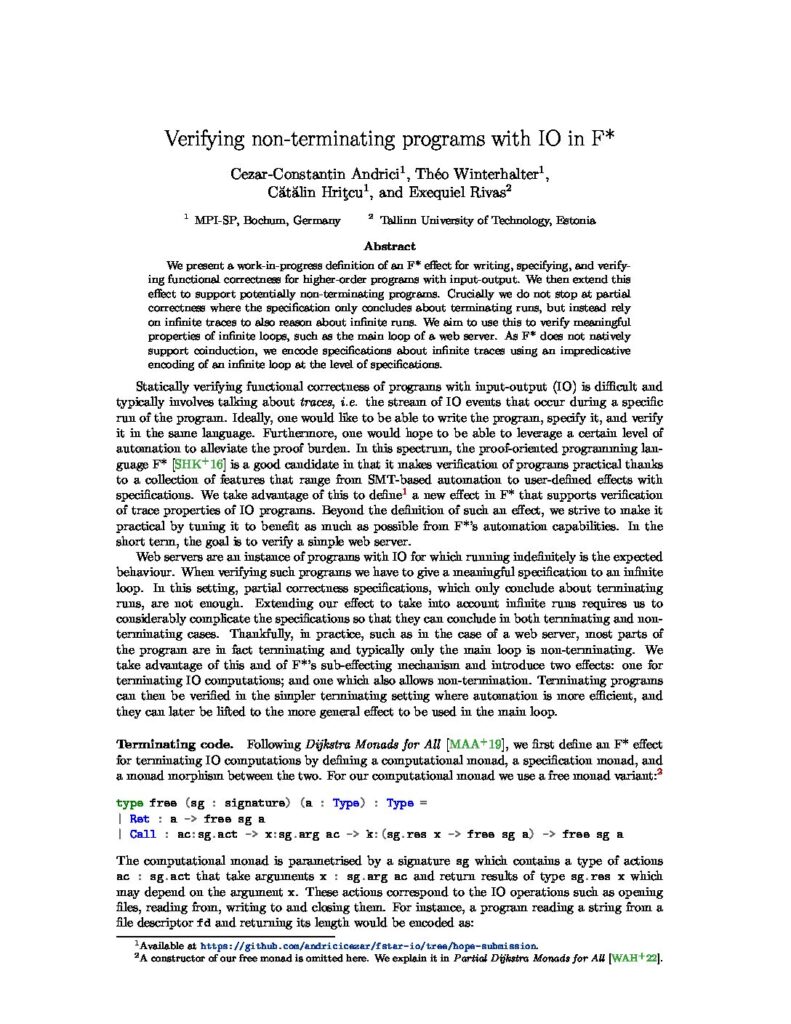 Verifying non-terminating programs with IO in F*
Cezar-Constantin Andrici¹, Théo Winterhalter¹,
Cătălin Hriţcu¹, and Exequiel Rivas²
¹ MPI-SP, Bochum, Germany ² Tallinn University of Technology, Estonia
Abstract
We present a work-in-progress definition of an F* effect for writing, specifying, and verify-
ing functional correctness for higher-order programs with input-output. We then extend this
effect to support potentially non-terminating programs. Crucially we do not stop at partial
correctness where the specification only concludes about terminating runs, but instead rely
on infinite traces to also reason about infinite runs. We aim to use this to verify meaningful
properties of infinite loops, such as the main loop of a web server. As F* does not natively
support coinduction, we encode specifications about infinite traces using an impredicative
encoding of an infinite loop at the level of specifications.
Statically verifying functional correctness of programs with input-output (IO) is difficult and
typically involves talking about traces, i.e. the stream of IO events that occur during a specific
run of the program. Ideally, one would like to be able to write the program, specify it, and verify
it in the same language. Furthermore, one would hope to be able to leverage a certain level of
automation to alleviate the proof burden. In this spectrum, the proof-oriented programming lan-
guage F* [SHK+16] is a good candidate in that it makes verification of programs practical thanks
to a collection of features that range from SMT-based automation to user-defined effects with
specifications. We take advantage of this to define¹ a new effect in F* that supports verification
of trace properties of IO programs. Beyond the definition of such an effect, we strive to make it
practical by tuning it to benefit as much as possible from F*'s automation capabilities. In the
short term, the goal is to verify a simple web server.
Web servers are an instance of programs with IO for which running indefinitely is the expected
behaviour. When verifying such programs we have to give a meaningful specification to an infinite
loop. In this setting, partial correctness specifications, which only conclude about terminating
runs, are not enough. Extending our effect to take into account infinite runs requires us to
considerably complicate the specifications so that they can conclude in both terminating and non-
terminating cases. Thankfully, in practice, such as in the case of a web server, most parts of
the program are in fact terminating and typically only the main loop is non-terminating. We
take advantage of this and of F*'s sub-effecting mechanism and introduce two effects: one for
terminating IO computations; and one which also allows non-termination. Terminating programs
can then be verified in the simpler terminating setting where automation is more efficient, and
they can later be lifted to the more general effect to be used in the main loop.
Terminating code. Following Dijkstra Monads for All [MAA+19], we first define an F* effect
for terminating IO computations by defining a computational monad, a specification monad, and
a monad morphism between the two. For our computational monad we use a free monad variant:²
type free (sg : signature) (a : Type) : Type =
| Ret : a -> free sg a
| Call : ac:sg.act -> x:sg.arg ac -> k:(sg.res x -> free sg a) -> free sg a
The computational monad is parametrised by a signature sg which contains a type of actions
ac : sg.act that take arguments x : sg.arg ac and return results of type sg.res x which
may depend on the argument x. These actions correspond to the IO operations such as opening
files, reading from, writing to and closing them. For instance, a program reading a string from a
file descriptor fd and returning its length would be encoded as:
¹Available at https://github.com/andricicezar/fstar-io/tree/hope-submission.
²A constructor of our free monad is omitted here. We explain it in Partial Dijkstra Monads for All [WAH+22].